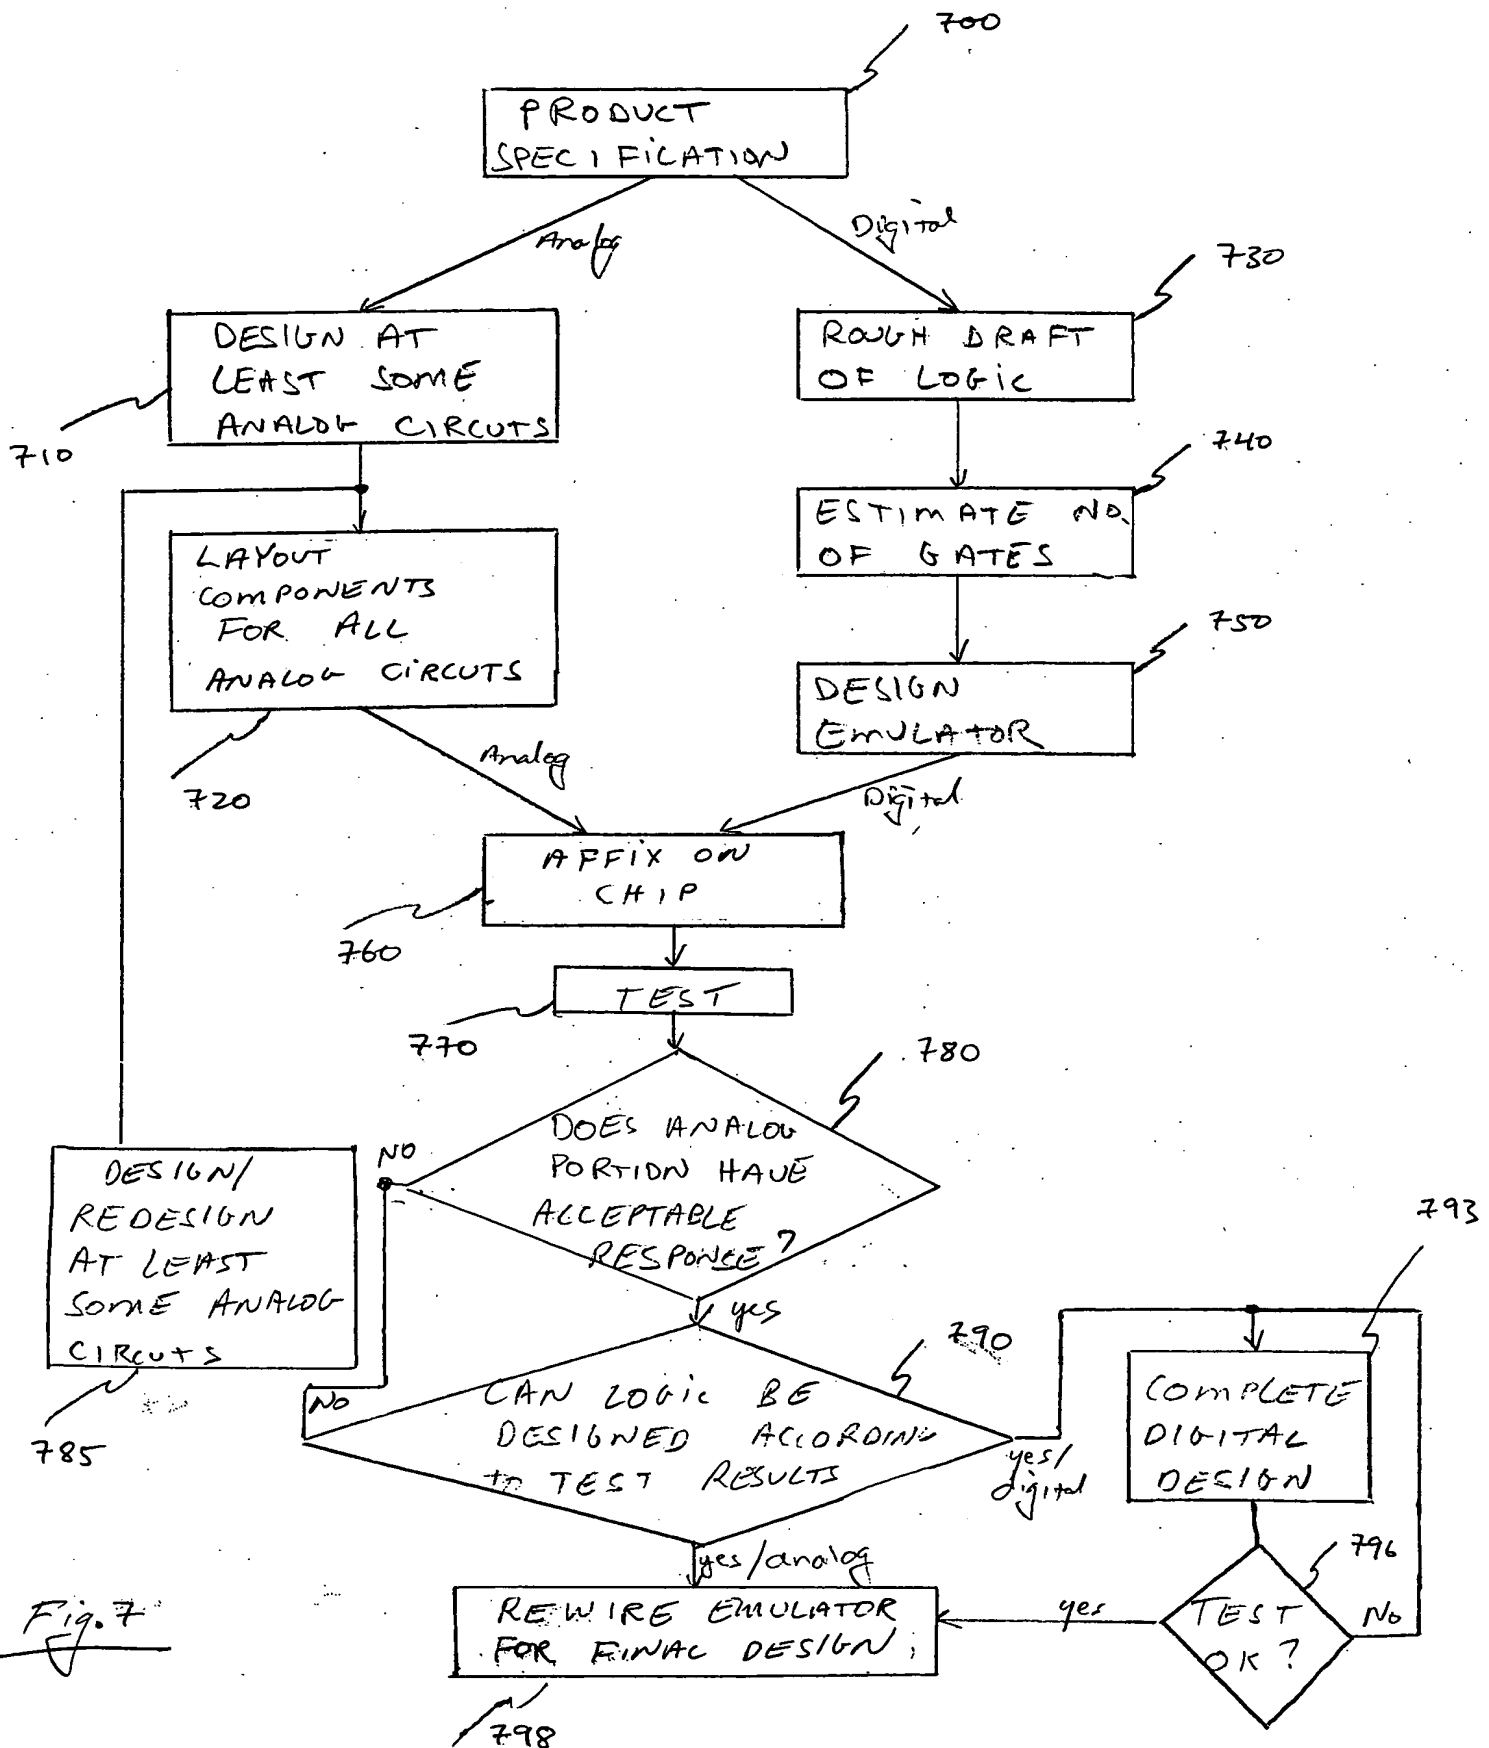 700
PRODUCT
SPECIFICATION
Analog
Digital
730
DESIGN AT
LEAST SOME
ANALOG CIRCUTS
710
ROUGH DRAFT
OF LOGIC
740
ESTIMATE NO.
OF GATES
LAYOUT
COMPONENTS
FOR ALL
ANALOG CIRCUTS
720
750
DESIGN
EMULATOR
Analog
Digital
AFFIX ON
CHIP
760
TEST
770
780
DOES ANALOG
PORTION HAVE
ACCEPTABLE
RESPONSE?
NO
yes
DESIGN/
REDESIGN
AT LEAST
SOME ANALOG
CIRCUTS
785
790
CAN LOGIC BE
DESIGNED ACCORDING
to TEST RESULTS
NO
yes/
digital
793
COMPLETE
DIGITAL
DESIGN
796
TEST
OK?
NO
yes
yes/analog
REWIRE EMULATOR
FOR FINAL DESIGN
798
Fig. 7